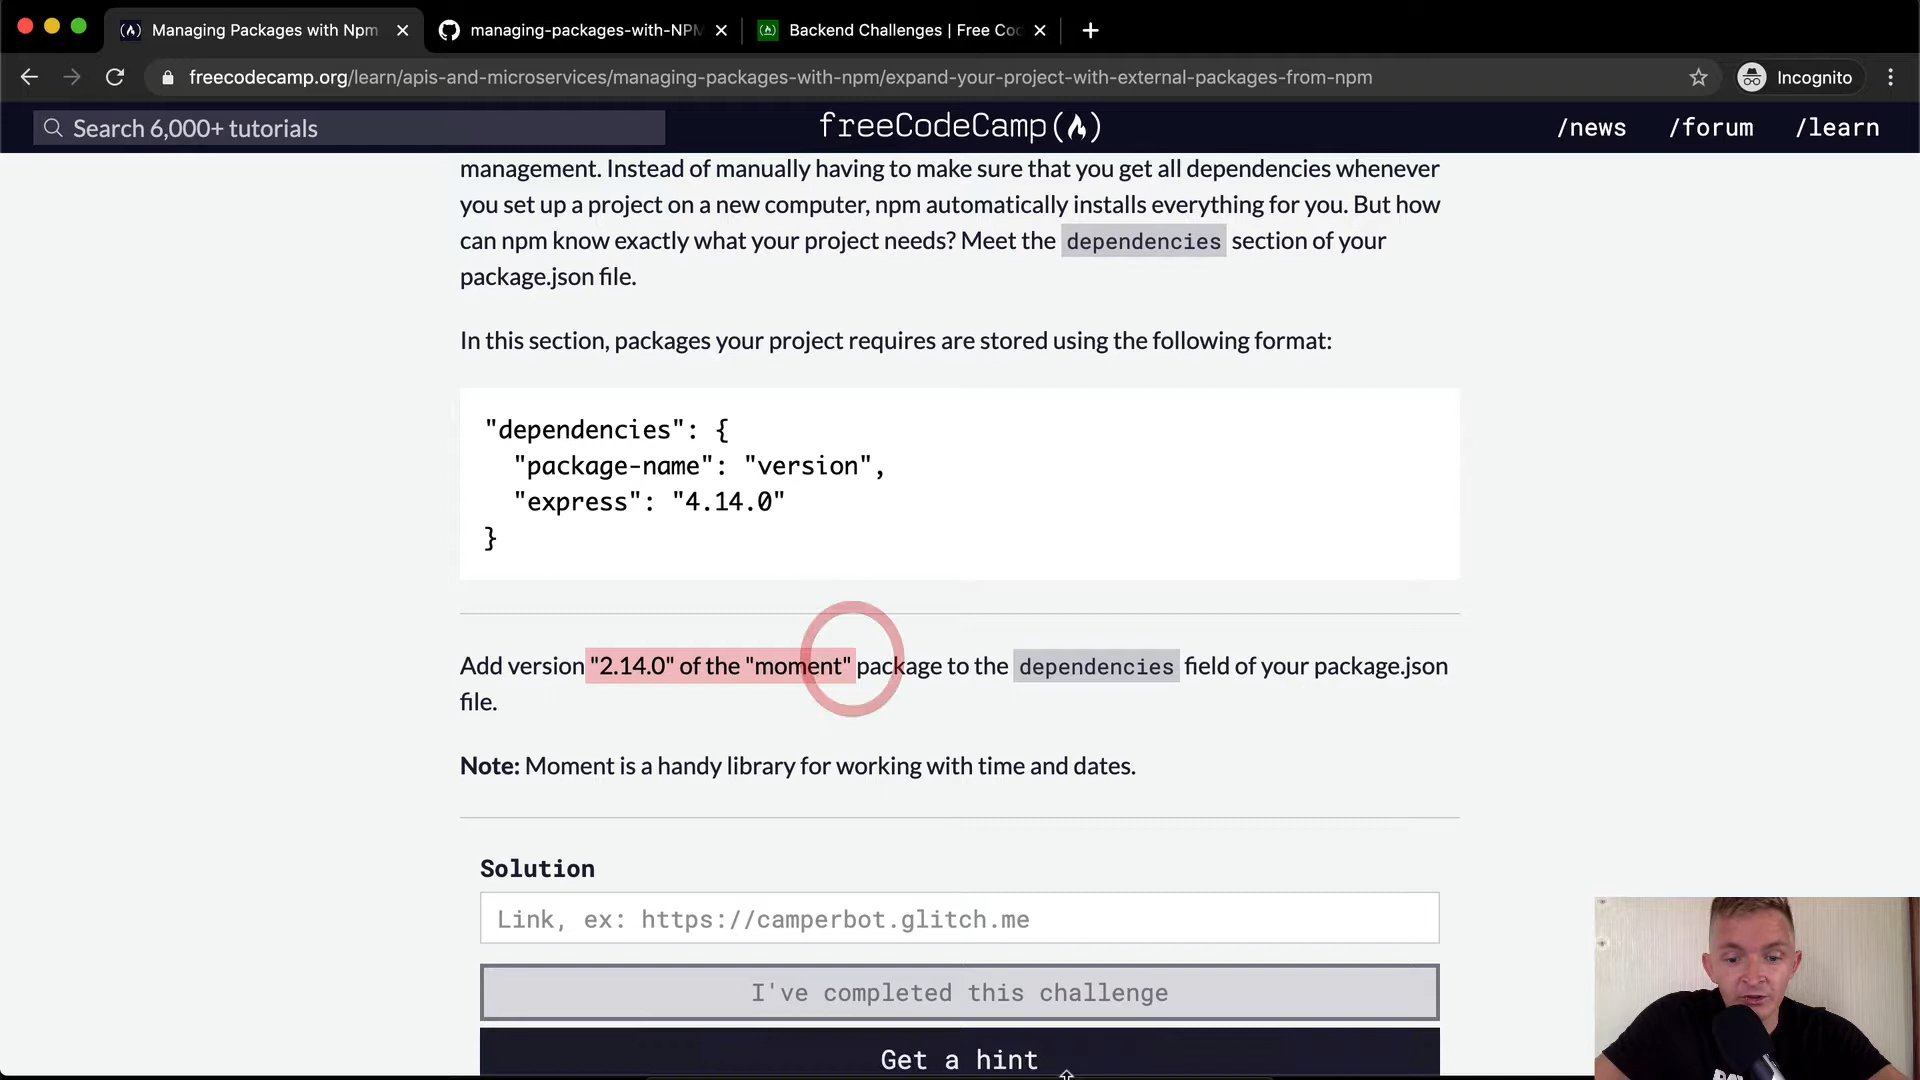 Managing Packages with Npm
managing-packages-with-NPM
Backend Challenges | Free Co
freecodecamp.org/learn/apis-and-microservices/managing-packages-with-npm/expand-your-project-with-external-packages-from-npm
Incognito
Search 6,000+ tutorials
freeCodeCamp
/news
/forum
/learn
management. Instead of manually having to make sure that you get all dependencies whenever
you set up a project on a new computer, npm automatically installs everything for you. But how
can npm know exactly what your project needs? Meet the dependencies section of your
package.json file.
In this section, packages your project requires are stored using the following format:
"dependencies": {
"package-name": "version",
"express": "4.14.0"
}
Add version "2.14.0" of the "moment" package to the dependencies field of your package.json
file.
Note: Moment is a handy library for working with time and dates.
Solution
Link, ex: https://camperbot.glitch.me
I've completed this challenge
Get a hint